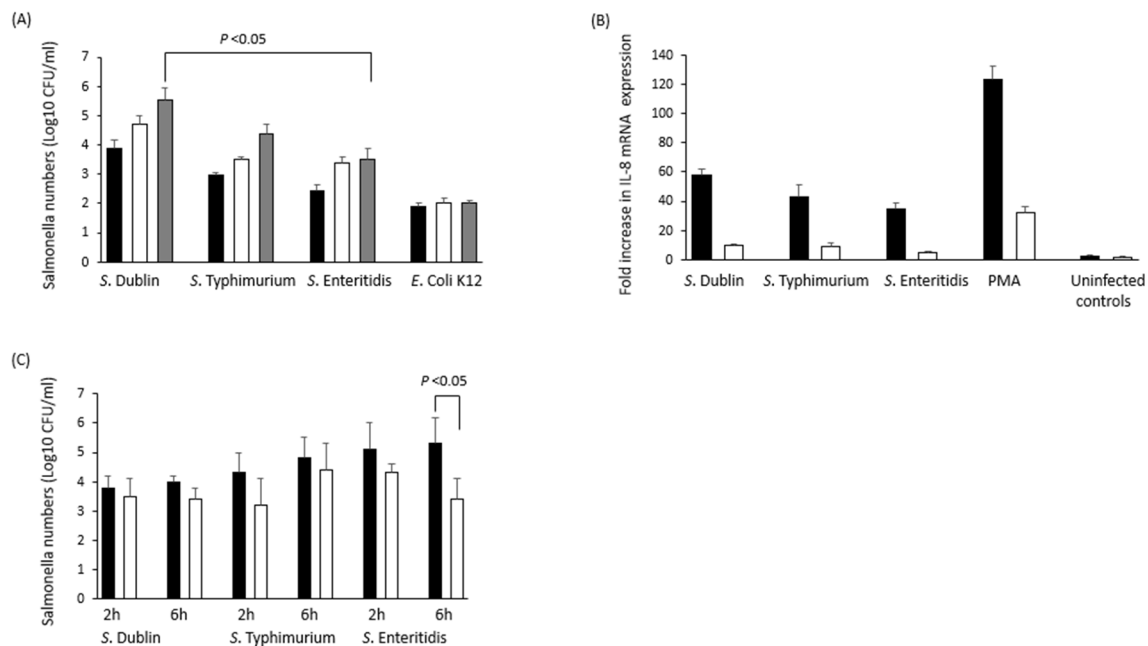 (A)
P <0.05
Salmonella numbers (Log10 CFU/ml)
7
6
5
4
3
2
1
0
S. Dublin S. Typhimurium S. Enteritidis E. Coli K12
(B)
Fold increase in IL-8 mRNA expression
140
120
100
80
60
40
20
0
S. Dublin S. Typhimurium S. Enteritidis PMA Uninfected
controls
(C)
P <0.05
Salmonella numbers (Log10 CFU/ml)
7
6
5
4
3
2
1
0
2h 6h 2h 6h 2h 6h
S. Dublin S. Typhimurium S. Enteritidis